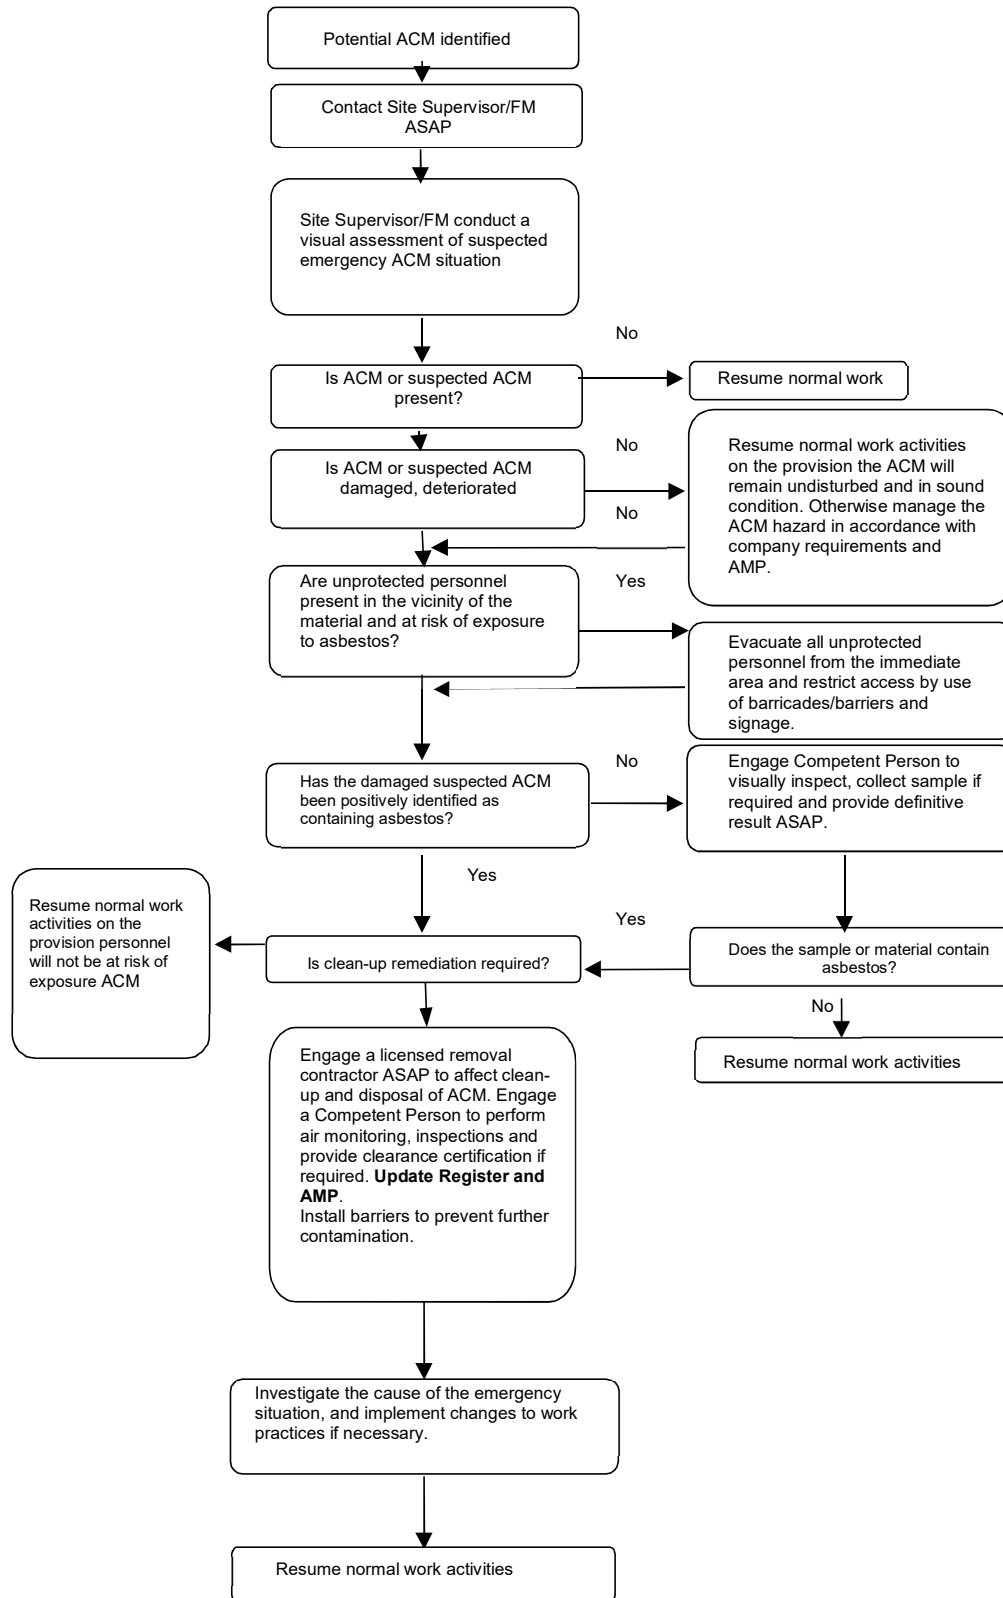 Potential ACM identified
Contact Site Supervisor/FM
ASAP
Site Supervisor/FM conduct a
visual assessment of suspected
emergency ACM situation
No
Is ACM or suspected ACM
present?
Resume normal work
No
Is ACM or suspected ACM
damaged, deteriorated
Resume normal work activities
on the provision the ACM will
remain undisturbed and in sound
condition. Otherwise manage the
ACM hazard in accordance with
company requirements and
AMP.
No
Yes
Are unprotected personnel
present in the vicinity of the
material and at risk of exposure
to asbestos?
Evacuate all unprotected
personnel from the immediate
area and restrict access by use
of barricades/barriers and
signage.
No
Has the damaged suspected ACM
been positively identified as
containing asbestos?
Engage Competent Person to
visually inspect, collect sample if
required and provide definitive
result ASAP.
Yes
Resume normal work
activities on the
provision personnel
will not be at risk of
exposure ACM
Yes
Is clean-up remediation required?
Does the sample or material contain
asbestos?
No
Resume normal work activities
Engage a licensed removal
contractor ASAP to affect clean-
up and disposal of ACM. Engage
a Competent Person to perform
air monitoring, inspections and
provide clearance certification if
required. Update Register and
AMP.
Install barriers to prevent further
contamination.
Investigate the cause of the emergency
situation, and implement changes to work
practices if necessary.
Resume normal work activities